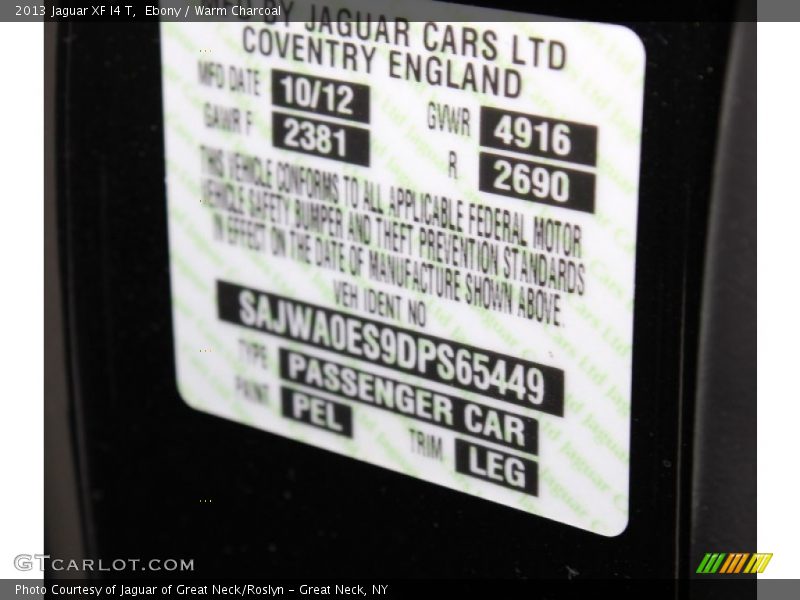 2013 Jaguar XF I4 T, Ebony / Warm Charcoal
BY JAGUAR CARS LTD
COVENTRY ENGLAND
MFD DATE 10/12
GVWR 4916
GAWR F 2381
R 2690
THIS VEHICLE CONFORMS TO ALL APPLICABLE FEDERAL MOTOR
VEHICLE SAFETY BUMPER AND THEFT PREVENTION STANDARDS
IN EFFECT ON THE DATE OF MANUFACTURE SHOWN ABOVE.
VEH IDENT NO
SAJWA0ES9DPS65449
TYPE PASSENGER CAR
PAINT PEL
TRIM LEG
GTCARLOT.COM
Photo Courtesy of Jaguar of Great Neck/Roslyn - Great Neck, NY